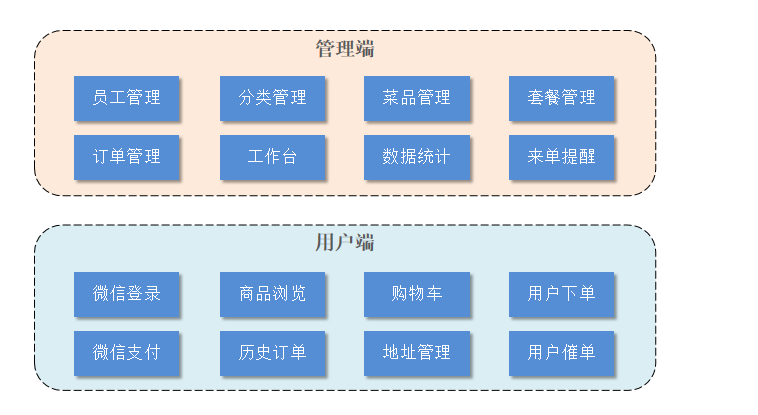 管理端
员工管理 分类管理 菜品管理 套餐管理
订单管理 工作台 数据统计 来单提醒
用户端
微信登录 商品浏览 购物车 用户下单
微信支付 历史订单 地址管理 用户催单